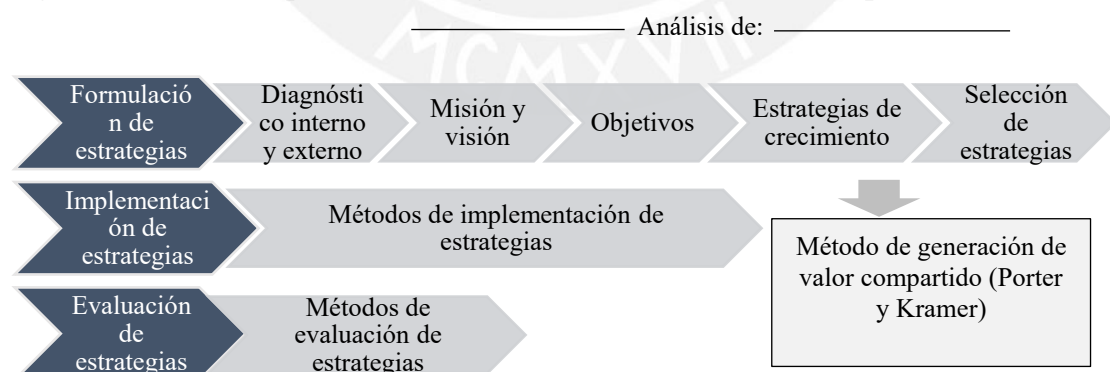 Análisis de:
Formulació
n de
estrategias
Diagnósti
co interno
y externo
Misión y
visión
Objetivos
Estrategias de
crecimiento
Selección
de
estrategias
Implementaci
ón de
estrategias
Métodos de implementación de
estrategias
Método de generación de
valor compartido (Porter
y Kramer)
Evaluación
de
estrategias
Métodos de
evaluación de
estrategias
MCMXVII